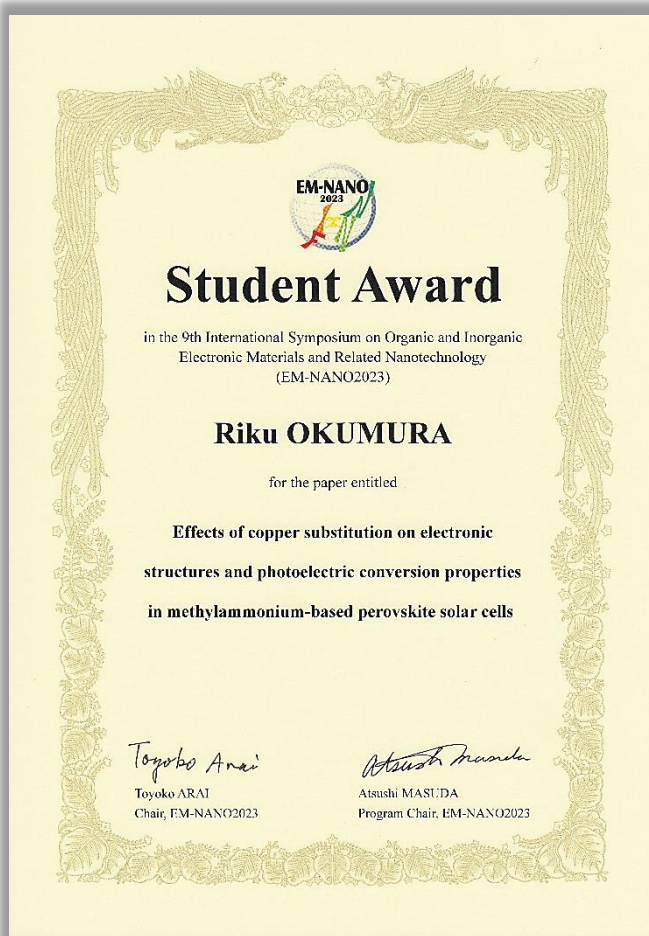 EM-NANO
2023
Student Award
in the 9th International Symposium on Organic and Inorganic
Electronic Materials and Related Nanotechnology
(EM-NANO2023)
Riku OKUMURA
for the paper entitled
Effects of copper substitution on electronic
structures and photoelectric conversion properties
in methylammonium-based perovskite solar cells
Toyoko Arai
Atsushi Masuda
Toyoko ARAI
Atsushi MASUDA
Chair, EM-NANO2023
Program Chair, EM-NANO2023